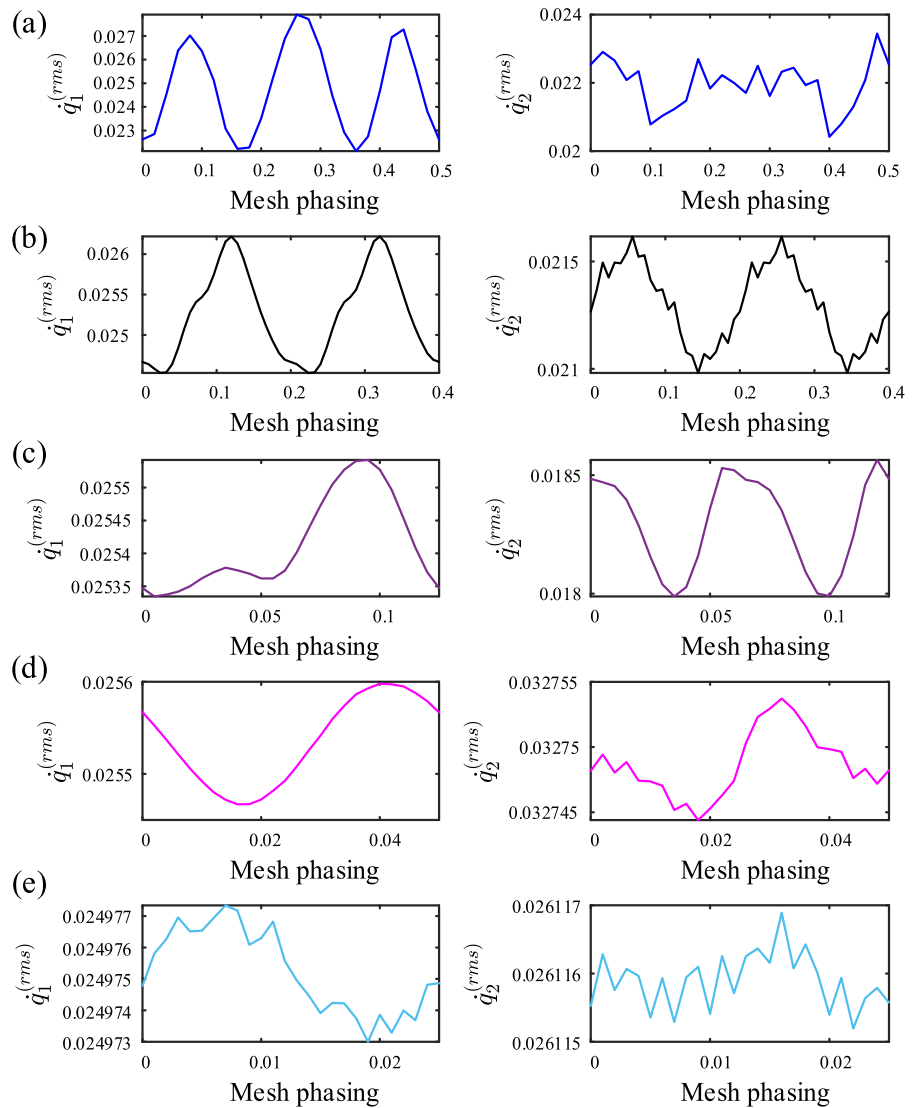 (a)
q̇₁⁽ʳᵐˢ⁾
0.027
0.026
0.025
0.024
0.023
0 0.1 0.2 0.3 0.4 0.5
Mesh phasing
q̇₂⁽ʳᵐˢ⁾
0.024
0.022
0.02
0 0.1 0.2 0.3 0.4 0.5
Mesh phasing
(b)
q̇₁⁽ʳᵐˢ⁾
0.026
0.0255
0.025
0 0.1 0.2 0.3 0.4
Mesh phasing
q̇₂⁽ʳᵐˢ⁾
0.0215
0.021
0 0.1 0.2 0.3 0.4
Mesh phasing
(c)
q̇₁⁽ʳᵐˢ⁾
0.0255
0.02545
0.0254
0.02535
0 0.05 0.1
Mesh phasing
q̇₂⁽ʳᵐˢ⁾
0.0185
0.018
0 0.05 0.1
Mesh phasing
(d)
q̇₁⁽ʳᵐˢ⁾
0.0256
0.0255
0 0.02 0.04
Mesh phasing
q̇₂⁽ʳᵐˢ⁾
0.032755
0.03275
0.032745
0 0.02 0.04
Mesh phasing
(e)
q̇₁⁽ʳᵐˢ⁾
0.024977
0.024976
0.024975
0.024974
0.024973
0 0.01 0.02
Mesh phasing
q̇₂⁽ʳᵐˢ⁾
0.026117
0.026116
0.026115
0 0.01 0.02
Mesh phasing